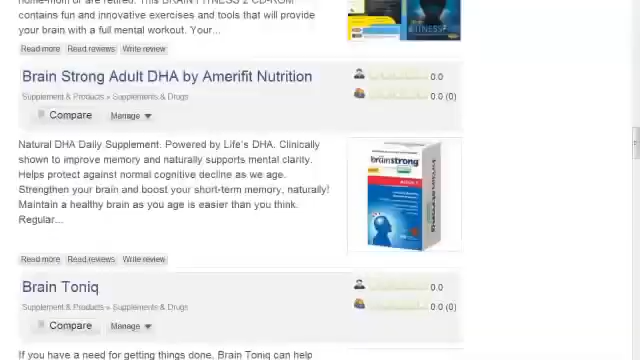 home-mom or are retired. This BRAIN FITNESS 2 CD-ROM
contains fun and innovative exercises and tools that will provide
your brain with a full mental workout. Your...
Read more Read reviews Write review
Brain Strong Adult DHA by Amerifit Nutrition
0.0
Supplement & Products » Supplements & Drugs
0.0 (0)
Compare Manage
Natural DHA Daily Supplement. Powered by Life's DHA. Clinically
shown to improve memory and naturally supports mental clarity.
Helps protect against normal cognitive decline as we age.
Strengthen your brain and boost your short-term memory, naturally!
Maintain a healthy brain as you age is easier than you think.
Regular...
brainstrong
Read more Read reviews Write review
Brain Toniq
0.0
Supplement & Products » Supplements & Drugs
0.0 (0)
Compare Manage
If you have a need for getting things done, Brain Toniq can help